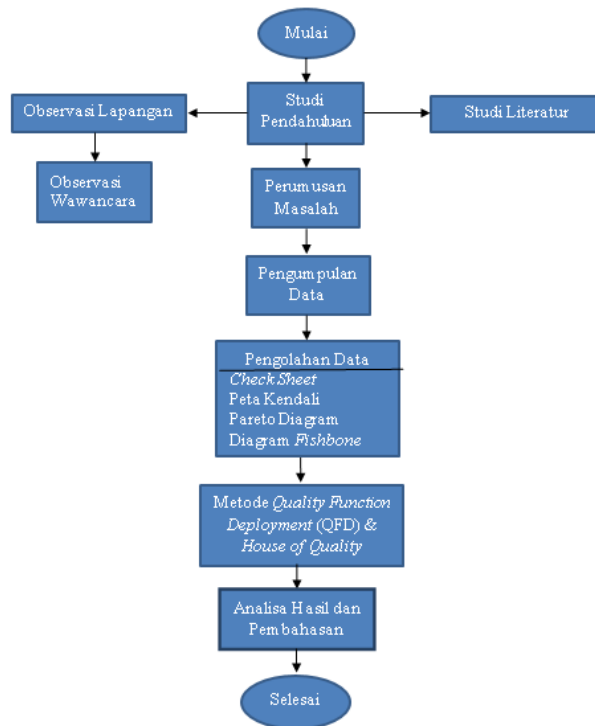 Mulai
Studi
Pendahuluan
Observasi Lapangan
Studi Literatur
Observasi
Wawancara
Perumusan
Masalah
Pengumpulan
Data
Pengolahan Data
Check Sheet
Peta Kendali
Pareto Diagram
Diagram Fishbone
Metode Quality Function
Deployment (QFD) &
House of Quality
Analisa Hasil dan
Pembahasan
Selesai